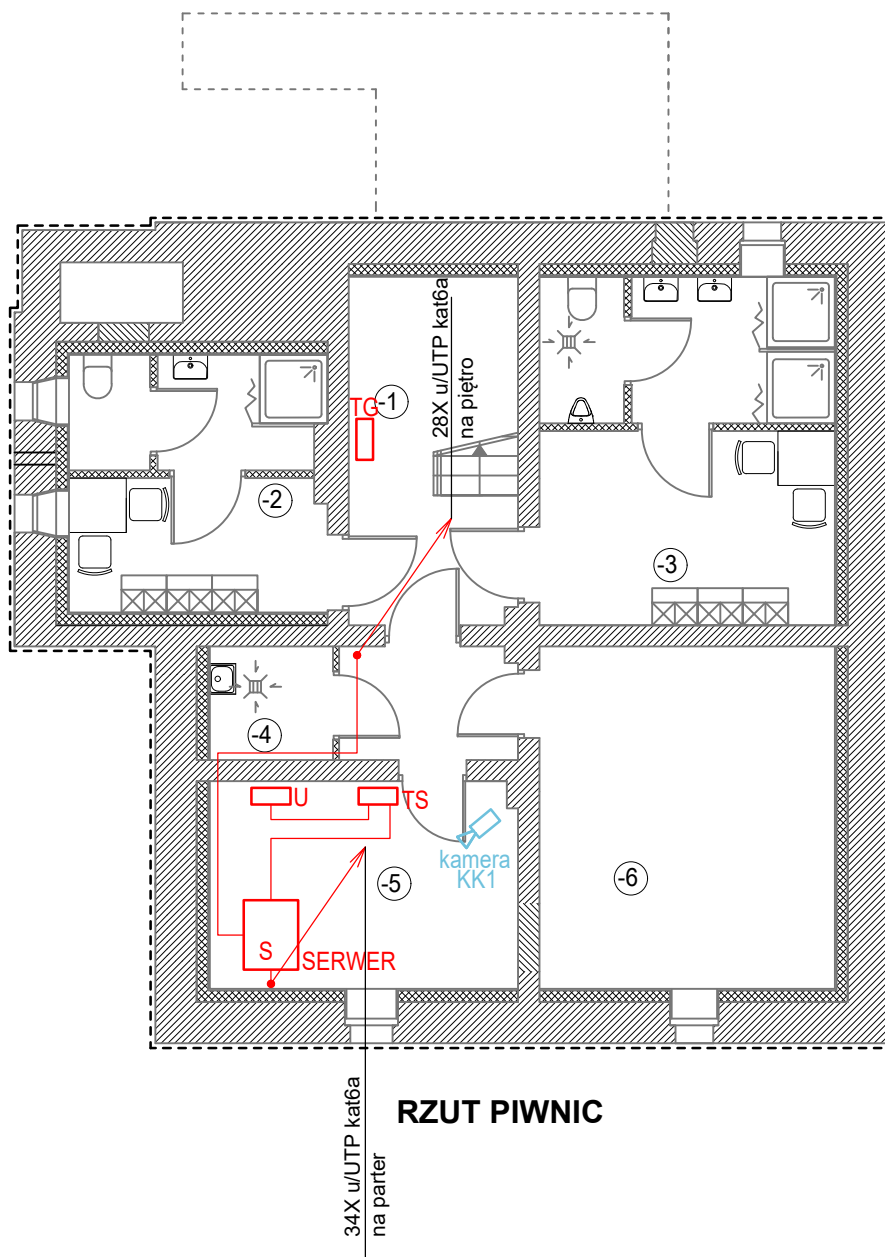 -1
TG
28X u/UTP kat6a
na piętro
-2
-3
-4
U
TS
kamera
KK1
-5
-6
S
SERWER
34X u/UTP kat6a
na parter
RZUT PIWNIC